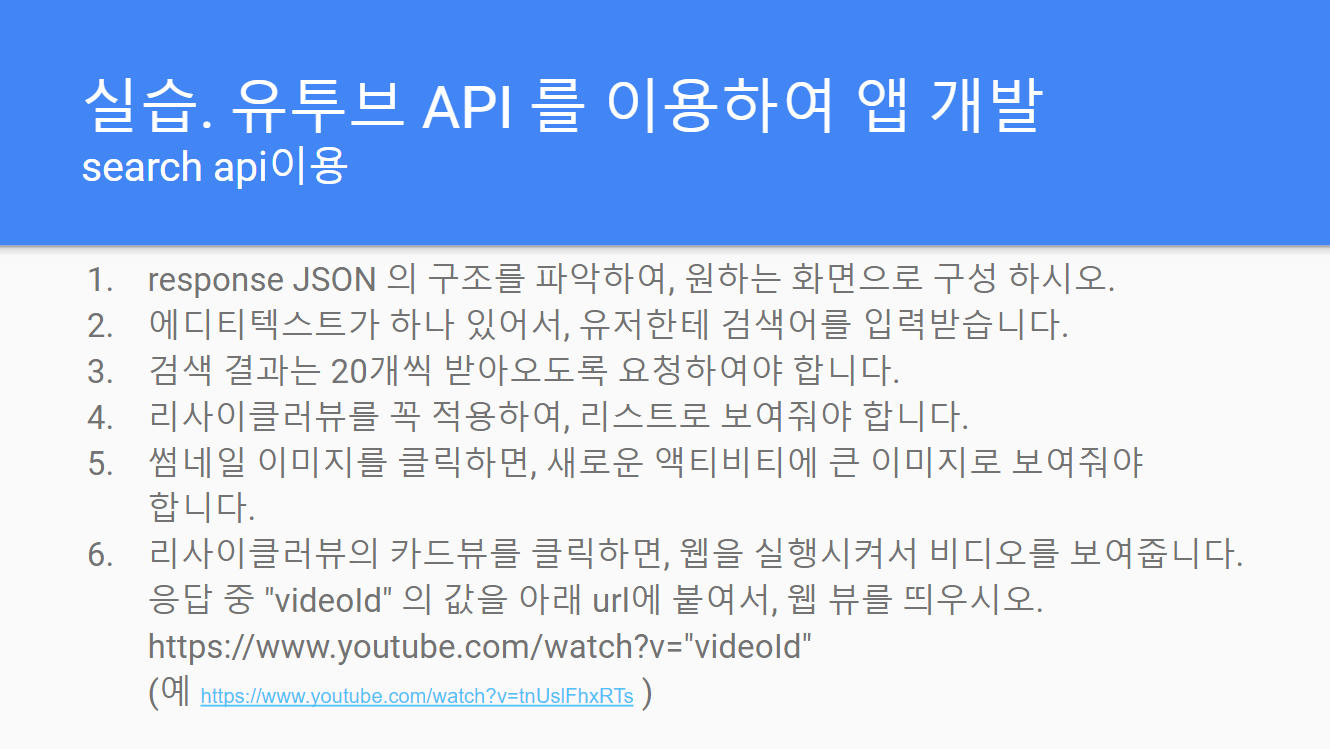 실습. 유투브 API 를 이용하여 앱 개발
search api이용
1. response JSON 의 구조를 파악하여, 원하는 화면으로 구성 하시오.
2. 에디티텍스트가 하나 있어서, 유저한테 검색어를 입력받습니다.
3. 검색 결과는 20개씩 받아오도록 요청하여야 합니다.
4. 리사이클러뷰를 꼭 적용하여, 리스트로 보여줘야 합니다.
5. 썸네일 이미지를 클릭하면, 새로운 액티비티에 큰 이미지로 보여줘야
합니다.
6. 리사이클러뷰의 카드뷰를 클릭하면, 웹을 실행시켜서 비디오를 보여줍니다.
응답 중 "videoId" 의 값을 아래 url에 붙여서, 웹 뷰를 띄우시오.
https://www.youtube.com/watch?v="videoId"
(예 https://www.youtube.com/watch?v=tnUslFhxRTs )